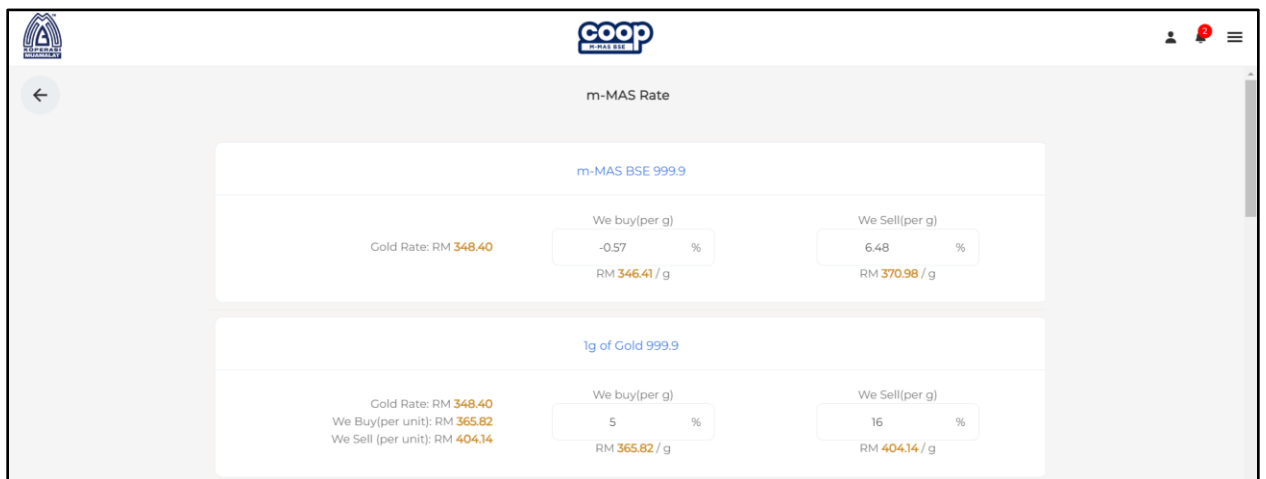 KOPERASI
MUAMALAT
coop
M-MAS BSE
2
m-MAS Rate
m-MAS BSE 999.9
Gold Rate: RM 348.40
We buy(per g)
-0.57 %
RM 346.41 / g
We Sell(per g)
6.48 %
RM 370.98 / g
1g of Gold 999.9
Gold Rate: RM 348.40
We Buy(per unit): RM 365.82
We Sell (per unit): RM 404.14
We buy(per g)
5 %
RM 365.82 / g
We Sell(per g)
16 %
RM 404.14 / g